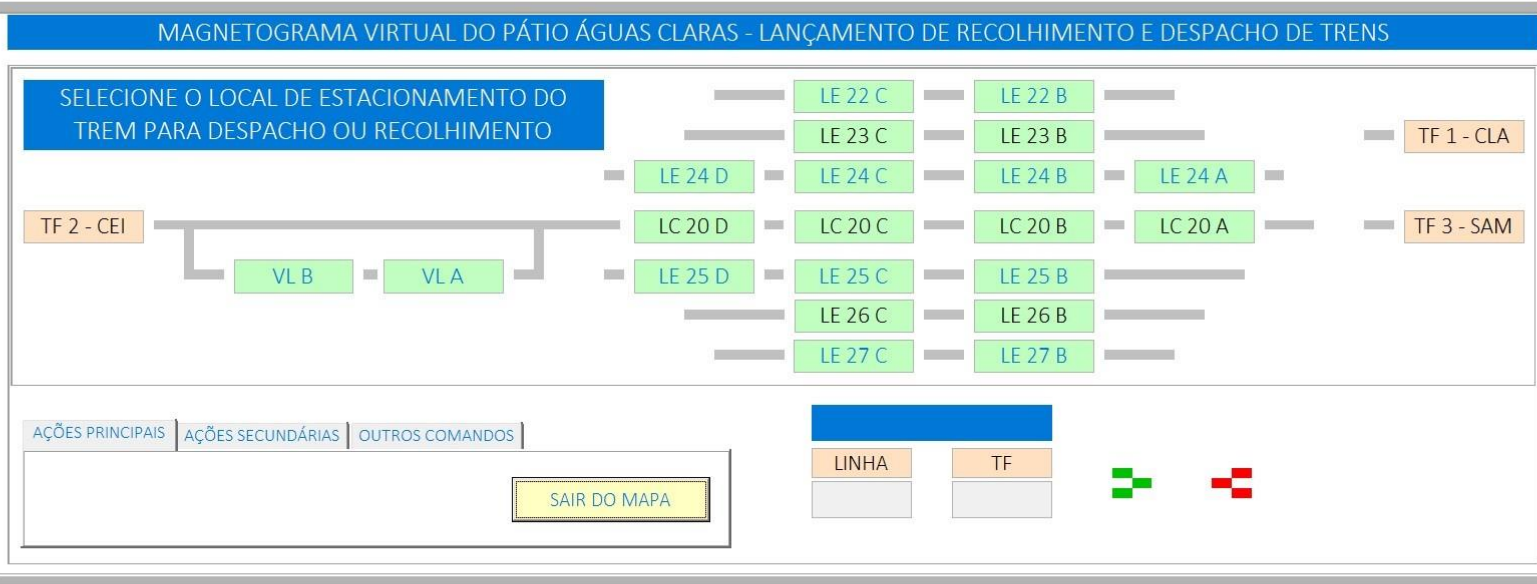 MAGNETOGRAMA VIRTUAL DO PÁTIO ÁGUAS CLARAS - LANÇAMENTO DE RECOLHIMENTO E DESPACHO DE TRENS
SELECIONE O LOCAL DE ESTACIONAMENTO DO
TREM PARA DESPACHO OU RECOLHIMENTO
LE 22 C LE 22 B
LE 23 C LE 23 B TF 1 - CLA
LE 24 D LE 24 C LE 24 B LE 24 A
TF 2 - CEI LC 20 D LC 20 C LC 20 B LC 20 A TF 3 - SAM
VL B VL A LE 25 D LE 25 C LE 25 B
LE 26 C LE 26 B
LE 27 C LE 27 B
AÇÕES PRINCIPAIS AÇÕES SECUNDÁRIAS OUTROS COMANDOS
LINHA TF
SAIR DO MAPA